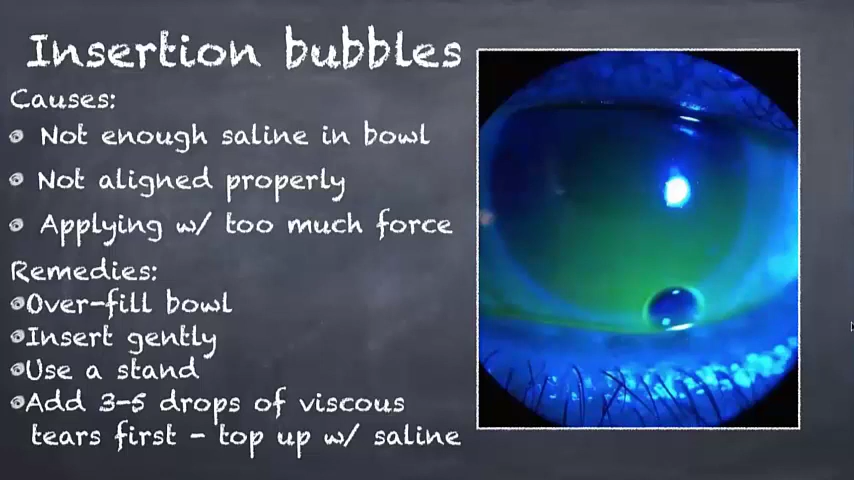 Insertion bubbles
Causes:
Not enough saline in bowl
Not aligned properly
Applying w/ too much force
Remedies:
Over-fill bowl
Insert gently
Use a stand
Add 3-5 drops of viscous
tears first - top up w/ saline